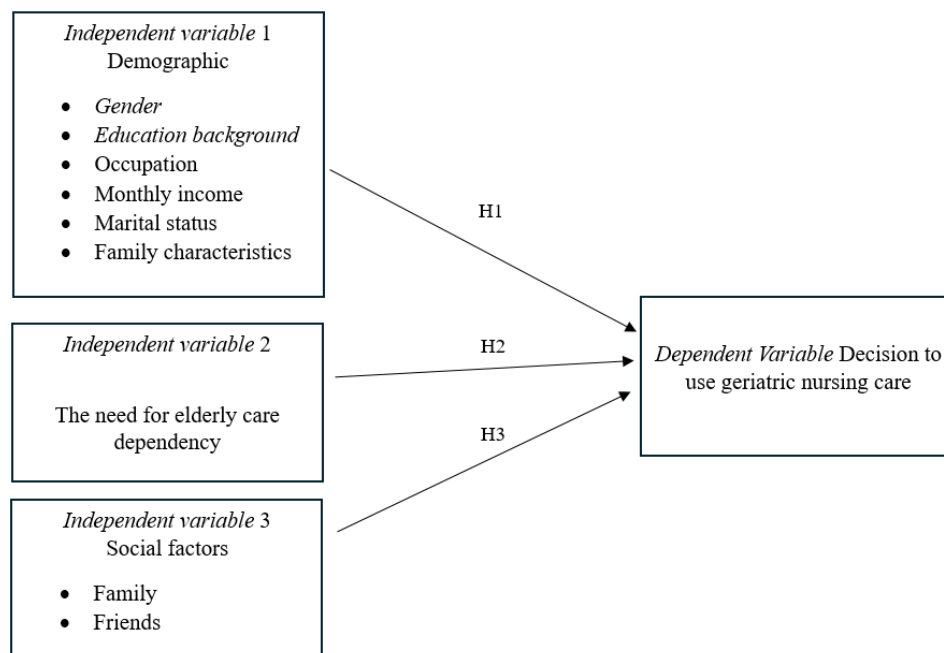 Independent variable 1
Demographic
• Gender
• Education background
• Occupation
• Monthly income
• Marital status
• Family characteristics
H1
Independent variable 2
The need for elderly care
dependency
H2
Independent variable 3
Social factors
• Family
• Friends
H3
Dependent Variable Decision to
use geriatric nursing care